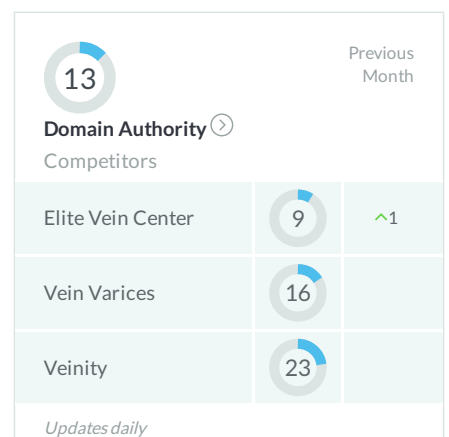 13
Previous
Month
Domain Authority
Competitors
Elite Vein Center 9 1
Vein Varices 16
Veinity 23
Updates daily